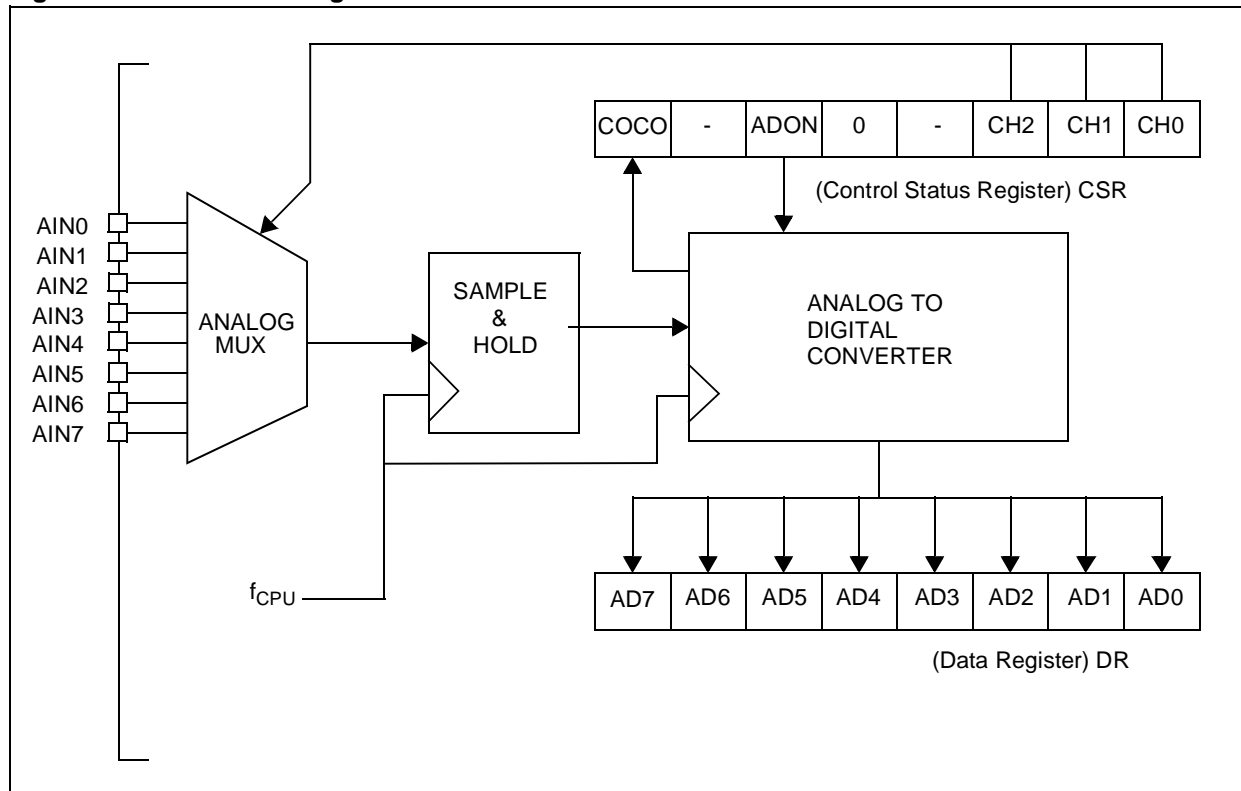 COCO - ADON 0 - CH2 CH1 CH0
(Control Status Register) CSR
AIN0
AIN1
AIN2
AIN3
AIN4
AIN5
AIN6
AIN7
ANALOG
MUX
SAMPLE
&
HOLD
ANALOG TO
DIGITAL
CONVERTER
fCPU
AD7 AD6 AD5 AD4 AD3 AD2 AD1 AD0
(Data Register) DR